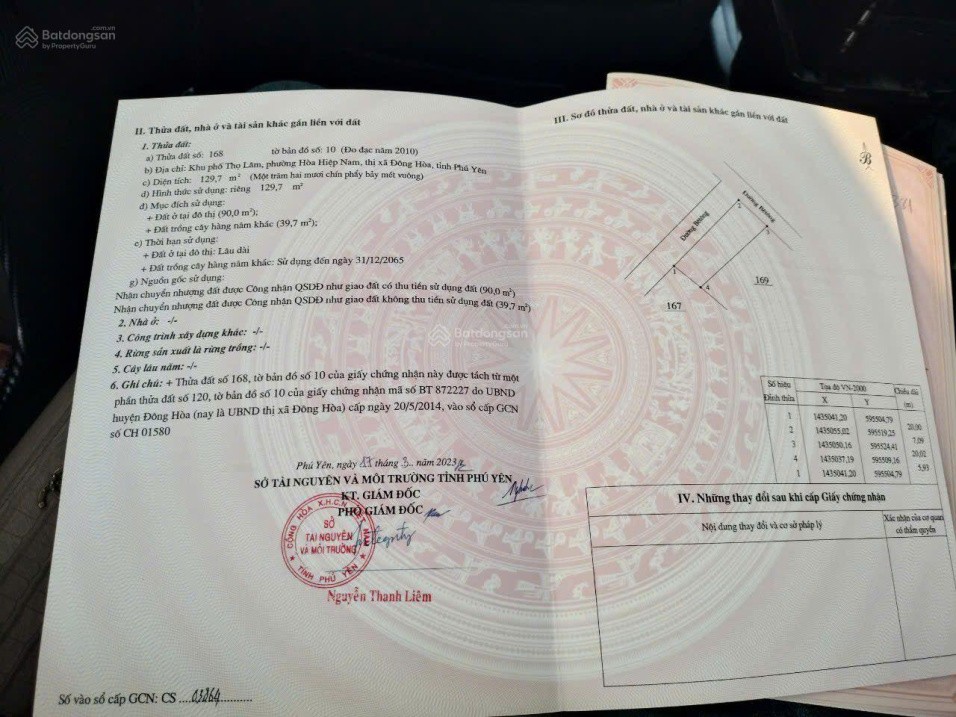 Batdongsan.com.vn
by PropertyGuru
II. Thửa đất, nhà ở và tài sản khác gắn liền với đất
1. Thửa đất:
a) Thửa đất số: 168 tờ bản đồ số: 10 (Đo đạc năm 2010)
b) Địa chỉ: Khu phố Thọ Lâm, phường Hòa Hiệp Nam, thị xã Đông Hòa, tỉnh Phú Yên
c) Diện tích: 129,7 m² (Một trăm hai mươi chín phẩy bảy mét vuông)
d) Hình thức sử dụng: riêng 129,7 m²
đ) Mục đích sử dụng:
+ Đất ở tại đô thị (90,0 m²);
+ Đất trồng cây hàng năm khác (39,7 m²);
e) Thời hạn sử dụng:
+ Đất ở tại đô thị: Lâu dài
+ Đất trồng cây hàng năm khác: Sử dụng đến ngày 31/12/2065
g) Nguồn gốc sử dụng:
Nhận chuyển nhượng đất được Công nhận QSDĐ như giao đất có thu tiền sử dụng đất (90,0 m²)
Nhận chuyển nhượng đất được Công nhận QSDĐ như giao đất không thu tiền sử dụng đất (39,7 m²)
2. Nhà ở: -/-
3. Công trình xây dựng khác: -/-
4. Rừng sản xuất là rừng trồng: -/-
5. Cây lâu năm: -/-
6. Ghi chú: + Thửa đất số 168, tờ bản đồ số 10 của giấy chứng nhận này được tách từ một
phần thửa đất số 120, tờ bản đồ số 10 của giấy chứng nhận mã số BT 872227 do UBND
huyện Đông Hòa (nay là UBND thị xã Đông Hòa) cấp ngày 20/5/2014, vào sổ cấp GCN
số CH 01580
Phú Yên, ngày tháng 3 năm 2023
SỞ TÀI NGUYÊN VÀ MÔI TRƯỜNG TỈNH PHÚ YÊN
KT. GIÁM ĐỐC
PHÓ GIÁM ĐỐC
CỘNG HÒA X.H.C.N VIỆT NAM
SỞ
TÀI NGUYÊN
VÀ MÔI TRƯỜNG
TỈNH PHÚ YÊN
Nguyễn Thanh Liêm
Số vào sổ cấp GCN: CS ....03264..........
III. Sơ đồ thửa đất, nhà ở và tài sản khác gắn liền với đất
B
Đường Bêtông
Đường Bêtông
1
2
3
4
167
169
Batdongsan
by PropertyGuru
Số hiệu Đỉnh thửa Tọa độ VN-2000 Chiều dài (m)
X Y
1 1435041,20 595504,79
20,00
2 1435055,02 595519,25
7,09
3 1435050,16 595524,41
20,02
4 1435037,19 595509,16
5,93
1 1435041,20 595504,79
IV. Những thay đổi sau khi cấp Giấy chứng nhận
Nội dung thay đổi và cơ sở pháp lý
Xác nhận của cơ quan
có thẩm quyền